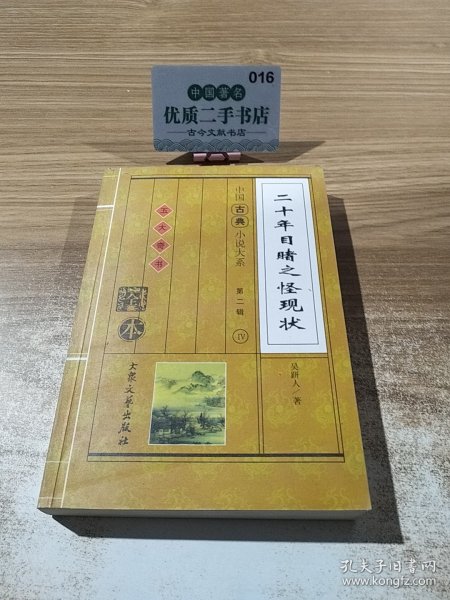 016
中国著名
优质二手书店
古今文献书店
二十年目睹之怪现状
吴趼人/著
中国古典小说大系
第二辑
Ⅳ
五大奇书
全
本
大众文艺出版社
孔夫子旧书网
www.kongfz.com